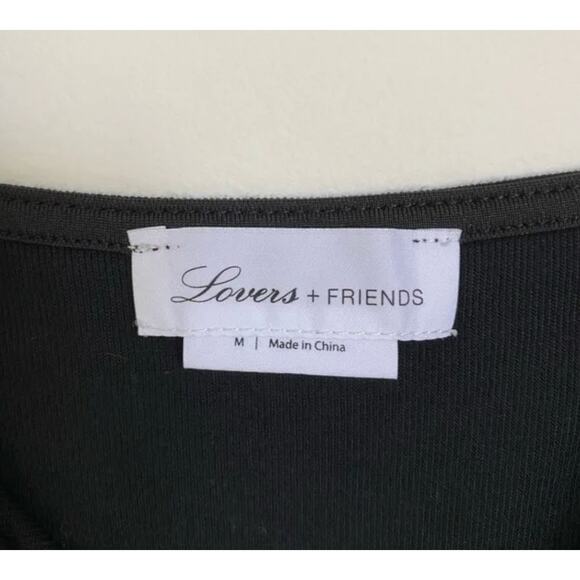 Lovers + FRIENDS
M | Made in China